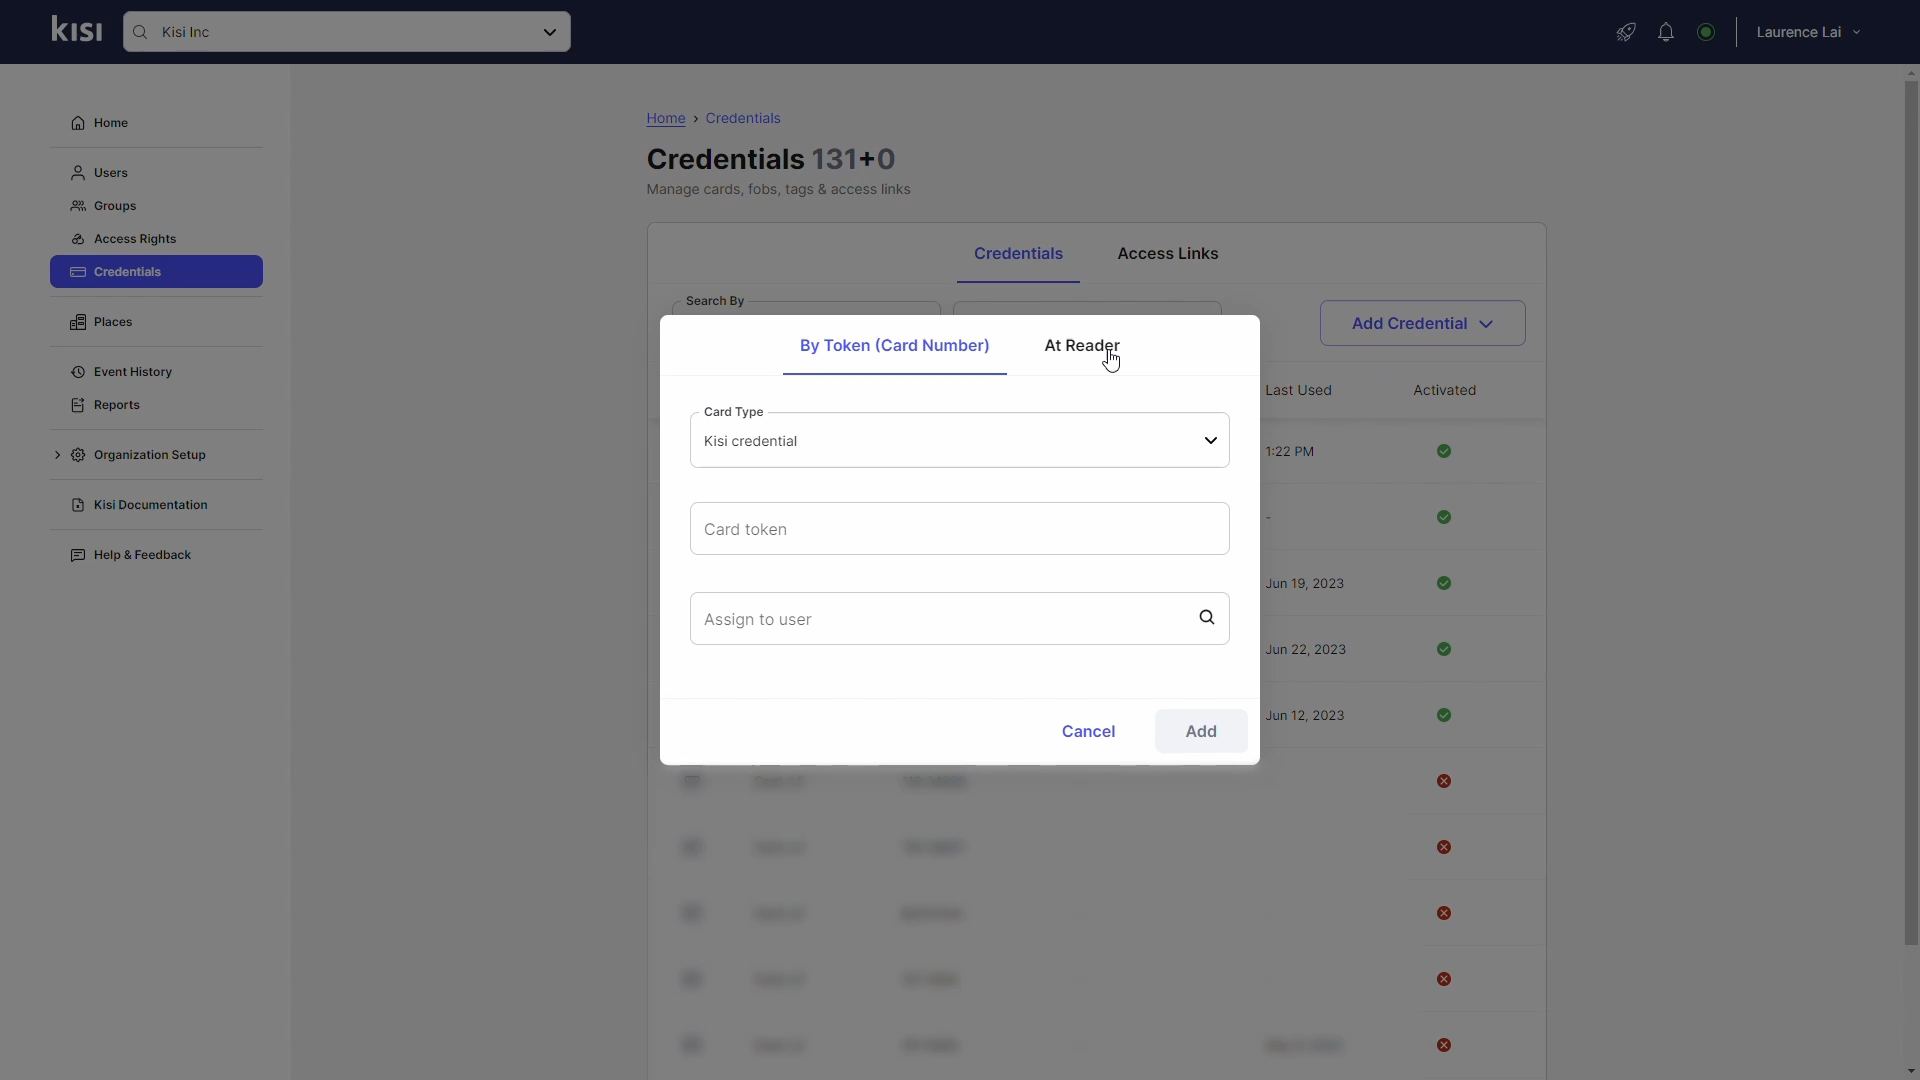 kisi
Kisi Inc
Laurence Lai
Home
Users
Groups
Access Rights
Credentials
Places
Event History
Reports
Organization Setup
Kisi Documentation
Help & Feedback
Home › Credentials
Credentials 131+0
Manage cards, fobs, tags & access links
Credentials
Access Links
Search By
Add Credential
By Token (Card Number)
At Reader
Card Type
Kisi credential
Card token
Assign to user
Cancel
Add
Last Used
Activated
1:22 PM
-
Jun 19, 2023
Jun 22, 2023
Jun 12, 2023